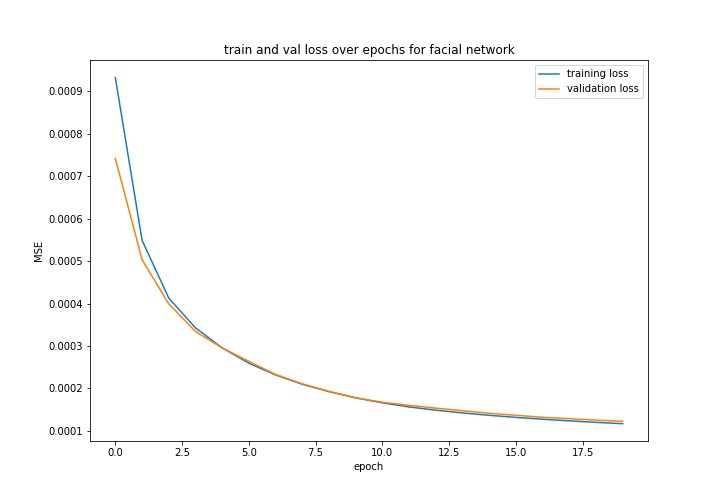 train and val loss over epochs for facial network
training loss
validation loss
0.0009
0.0008
0.0007
0.0006
0.0005
0.0004
0.0003
0.0002
0.0001
MSE
0.0 2.5 5.0 7.5 10.0 12.5 15.0 17.5
epoch